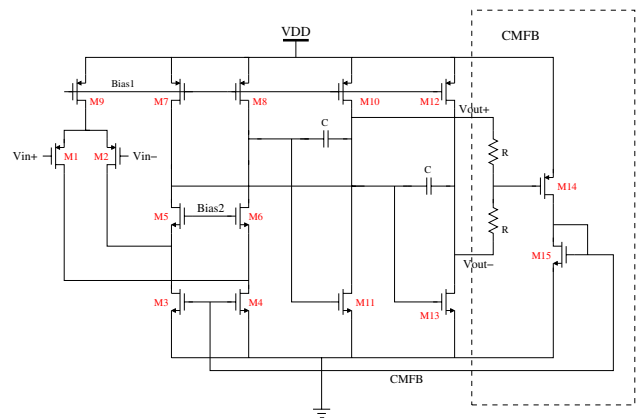 VDD
CMFB
Bias1
M9
M7
M8
M10
M12
Vout+
C
Vin+
M1
M2
Vin−
R
C
M14
M5
Bias2
M6
R
M15
Vout−
M3
M4
M11
M13
CMFB